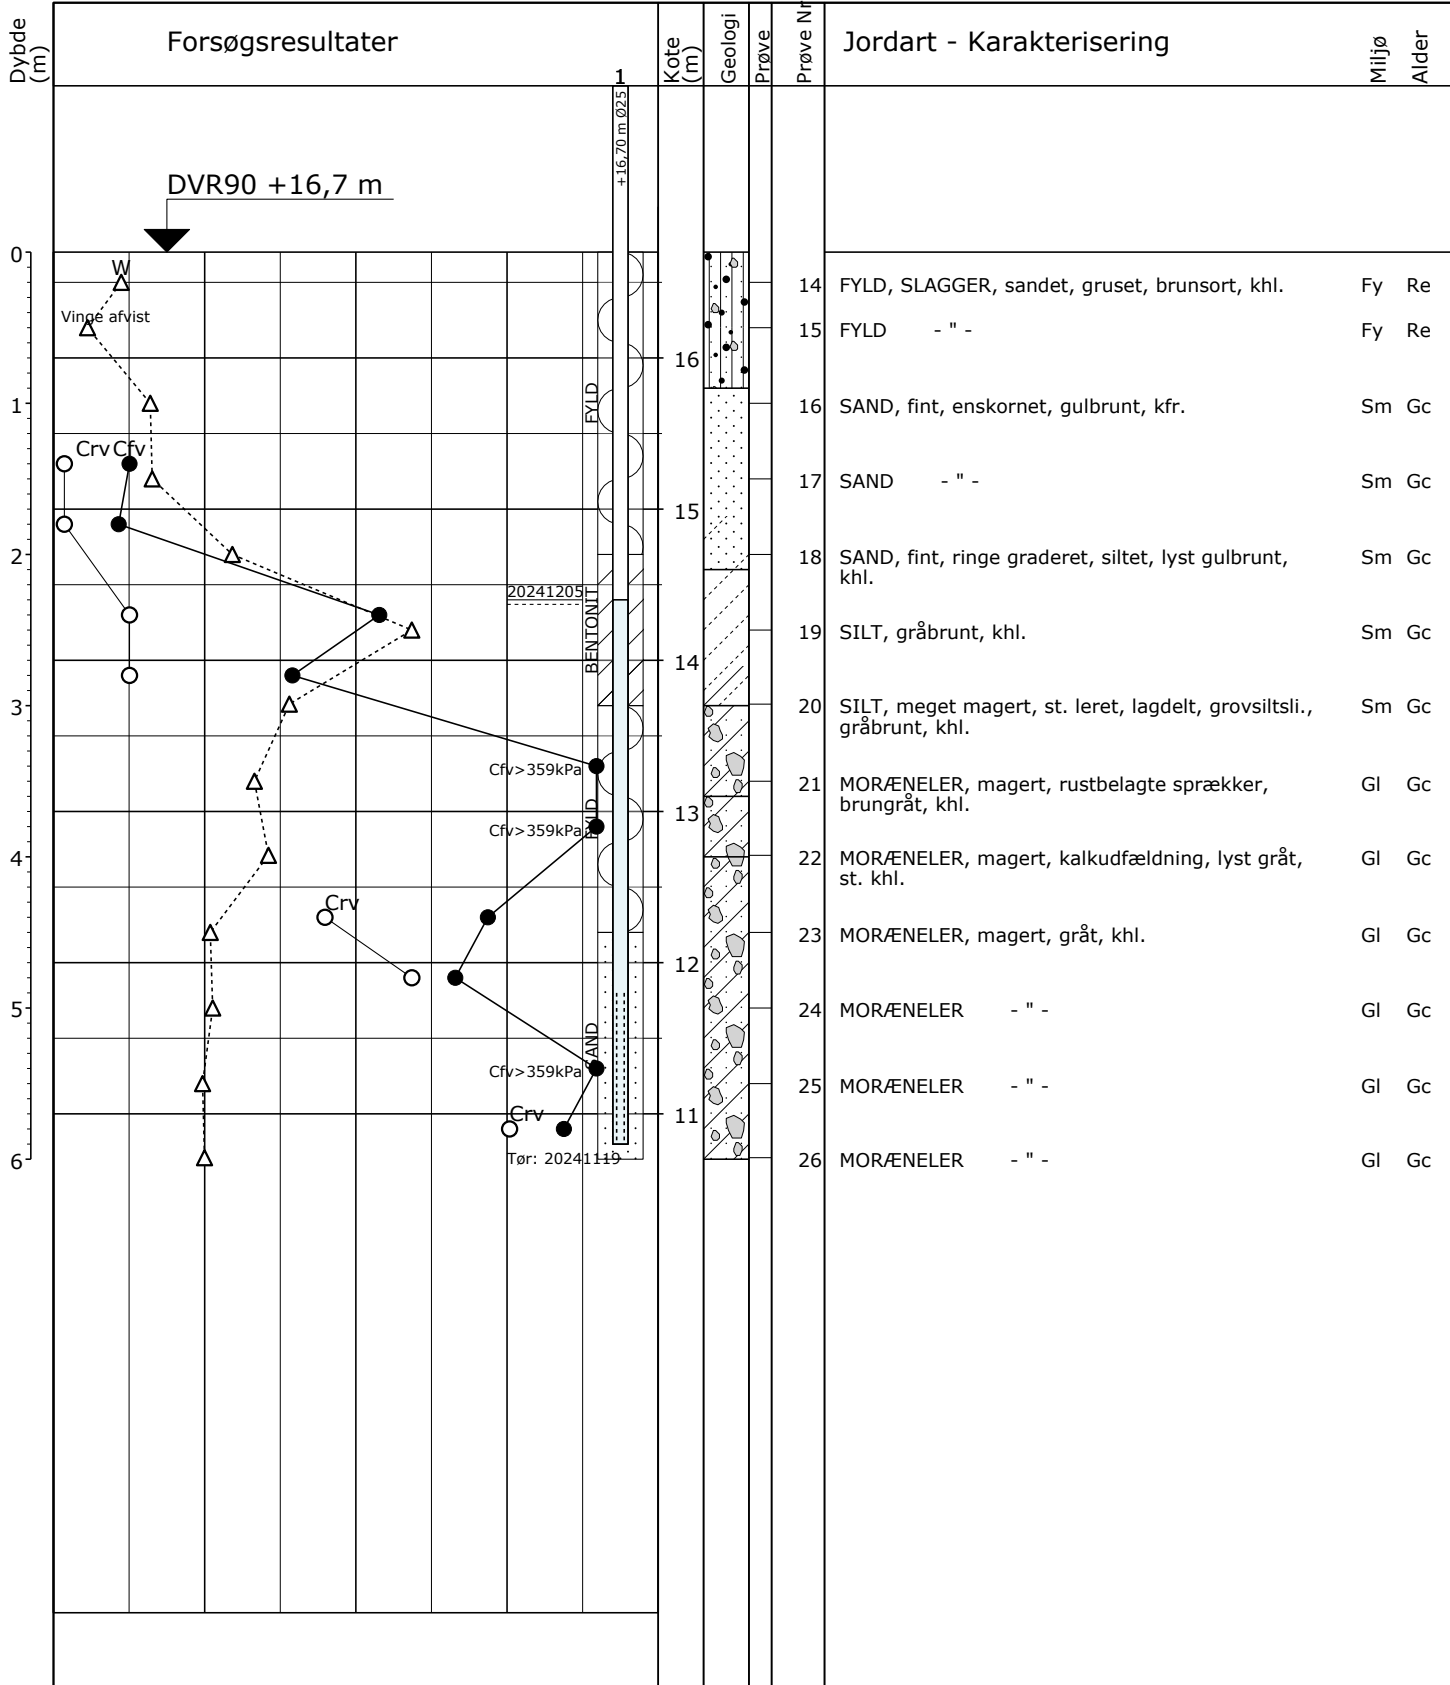 Dybde (m)
Forsøgsresultater
1
Kote (m)
Geologi
Prøve
Prøve Nr
Jordart - Karakterisering
Miljø
Alder
+16,70 m Ø25
DVR90 +16,7 m
0
W
14 FYLD, SLAGGER, sandet, gruset, brunsort, khl. Fy Re
Vinge afvist
15 FYLD - " - Fy Re
16
1
FYLD
16 SAND, fint, enskornet, gulbrunt, kfr. Sm Gc
Crv Cfv
17 SAND - " - Sm Gc
15
2
18 SAND, fint, ringe graderet, siltet, lyst gulbrunt, Sm Gc
khl.
20241205
BENTONIT
19 SILT, gråbrunt, khl. Sm Gc
14
3
20 SILT, meget magert, st. leret, lagdelt, grovsiltsli., Sm Gc
gråbrunt, khl.
Cfv>359kPa
21 MORÆNELER, magert, rustbelagte sprækker, Gl Gc
brungråt, khl.
13
Cfv>359kPa
FYLD
4
22 MORÆNELER, magert, kalkudfældning, lyst gråt, Gl Gc
st. khl.
Crv
23 MORÆNELER, magert, gråt, khl. Gl Gc
12
5
24 MORÆNELER - " - Gl Gc
SAND
Cfv>359kPa
25 MORÆNELER - " - Gl Gc
Crv
11
6
Tør: 20241119
26 MORÆNELER - " - Gl Gc